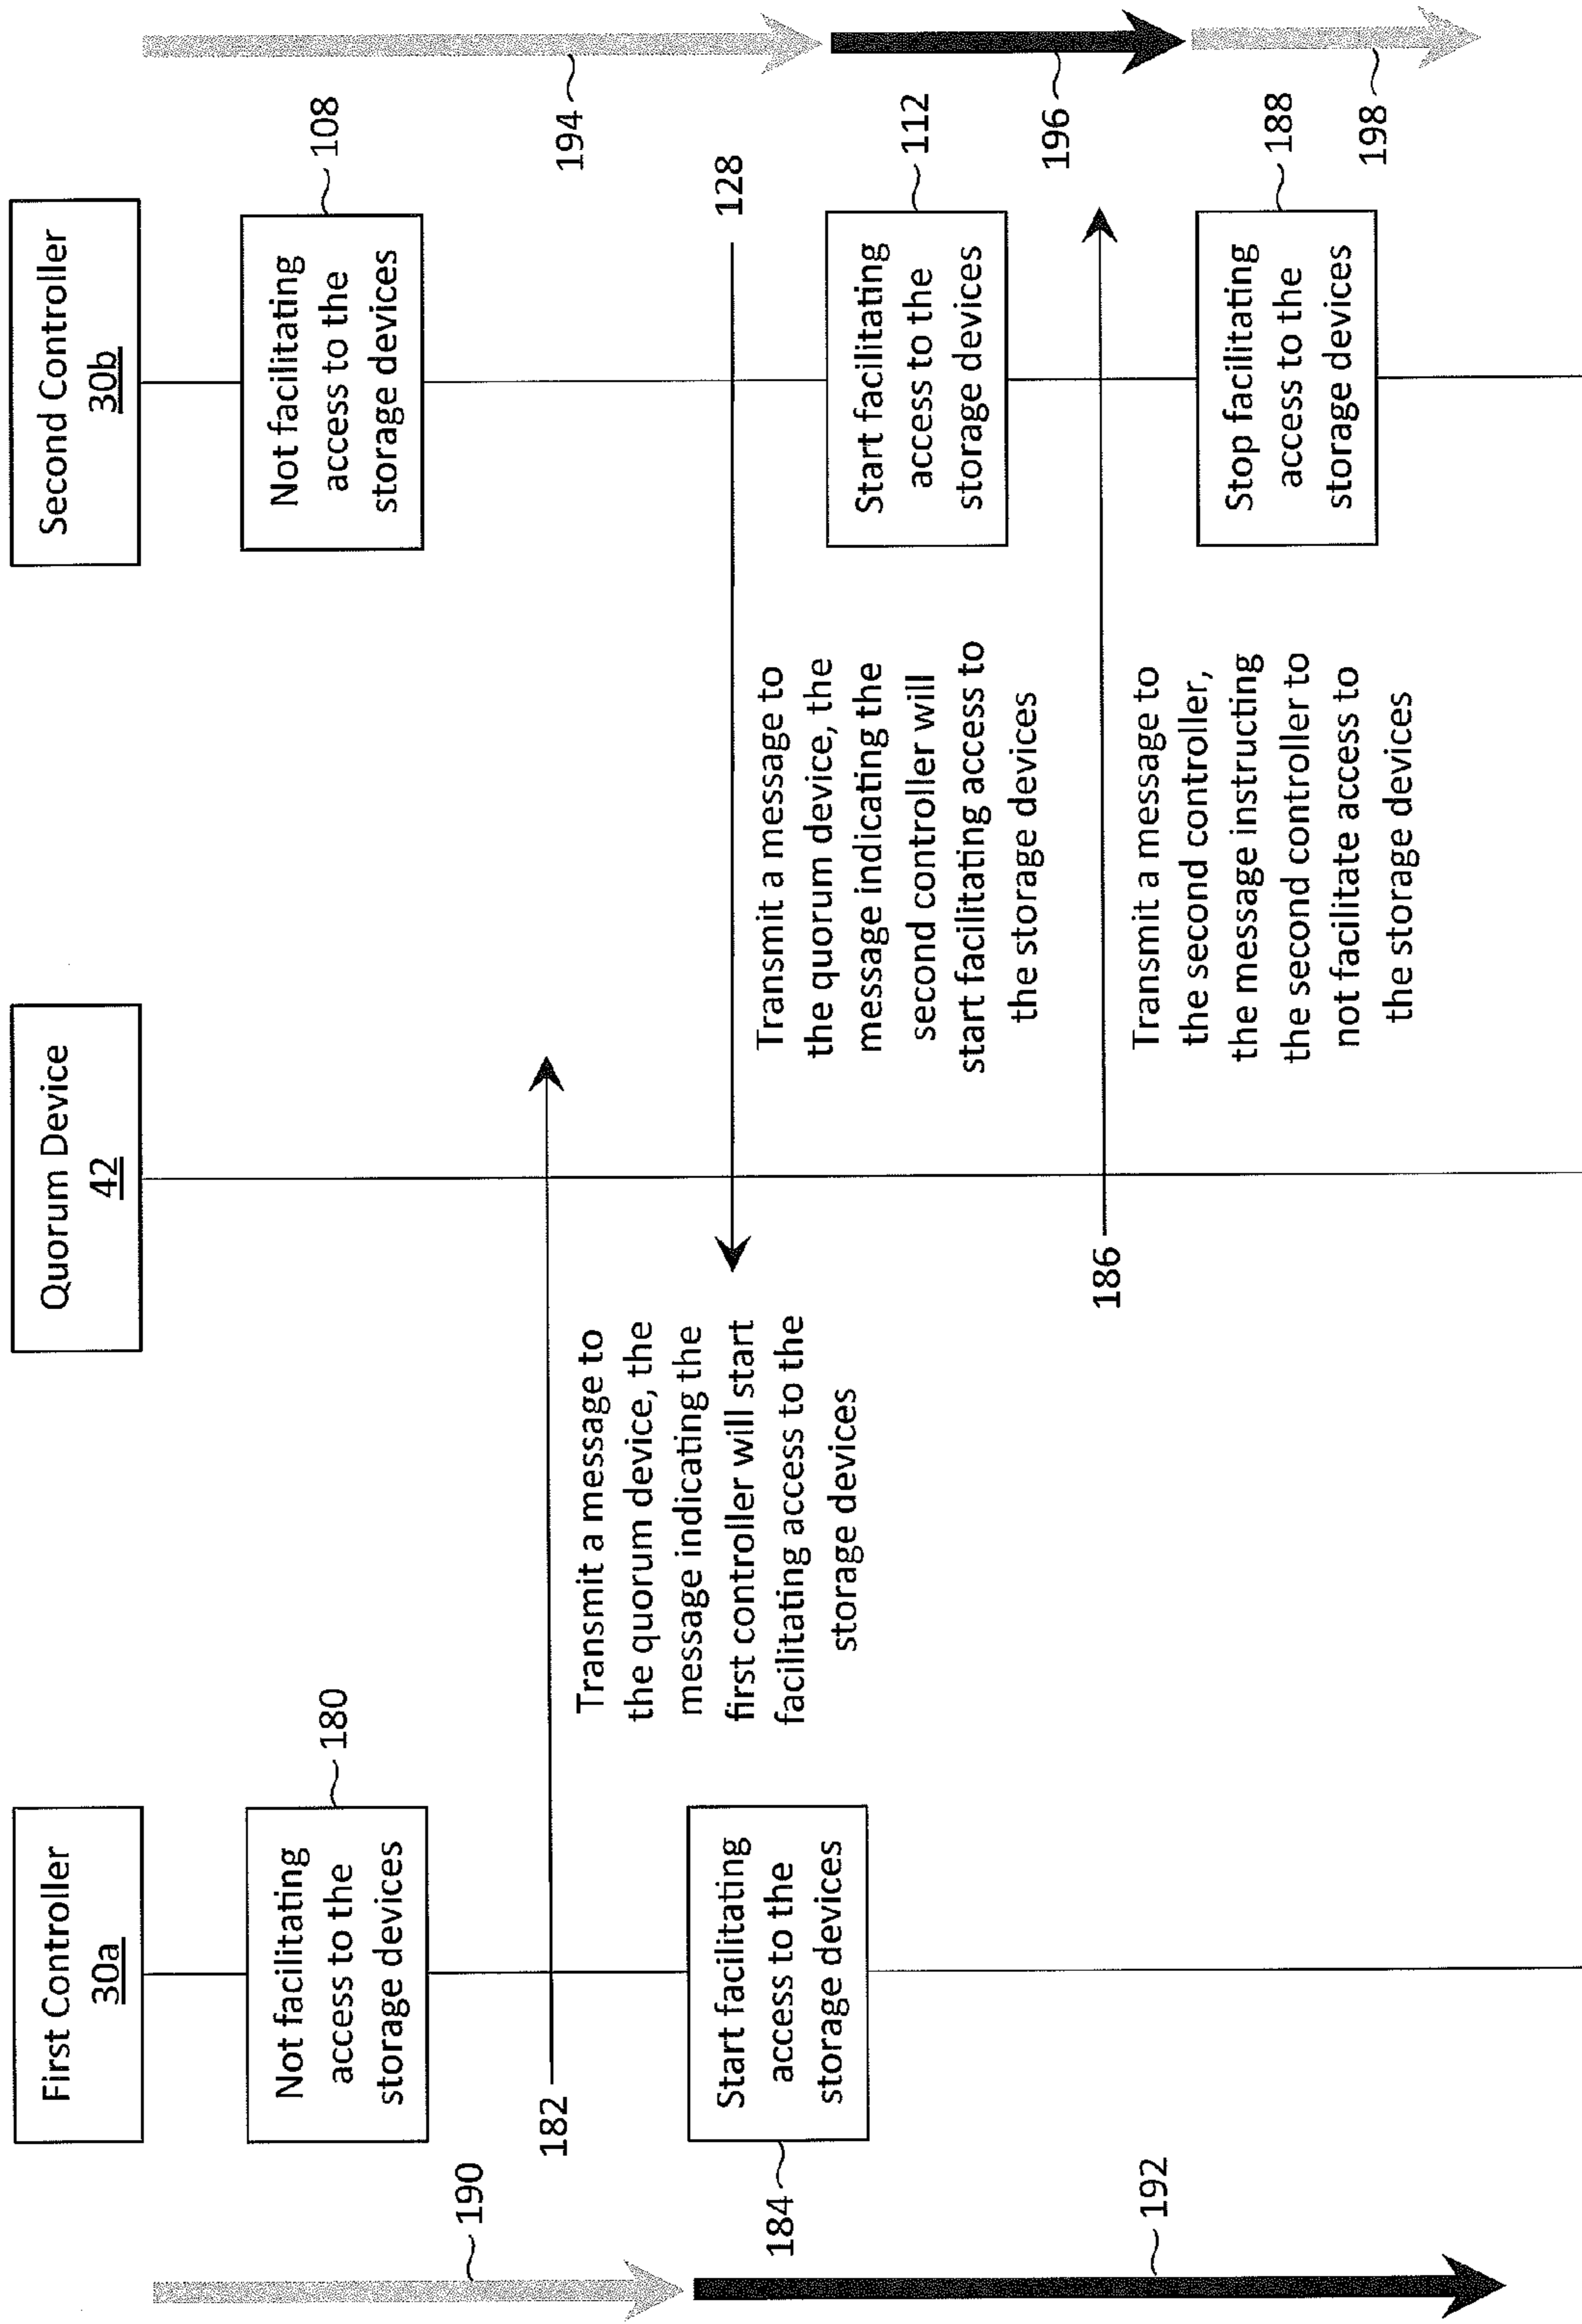 First Controller
30a
Quorum Device
42
Second Controller
30b
Not facilitating
access to the
storage devices
180
Not facilitating
access to the
storage devices
108
190
182
Transmit a message to
the quorum device, the
message indicating the
first controller will start
facilitating access to the
storage devices
194
128
Transmit a message to
the quorum device, the
message indicating the
second controller will
start facilitating access to
the storage devices
184
Start facilitating
access to the
storage devices
Start facilitating
access to the
storage devices
112
196
186
Transmit a message to
the second controller,
the message instructing
the second controller to
not facilitate access to
the storage devices
192
Stop facilitating
access to the
storage devices
188
198